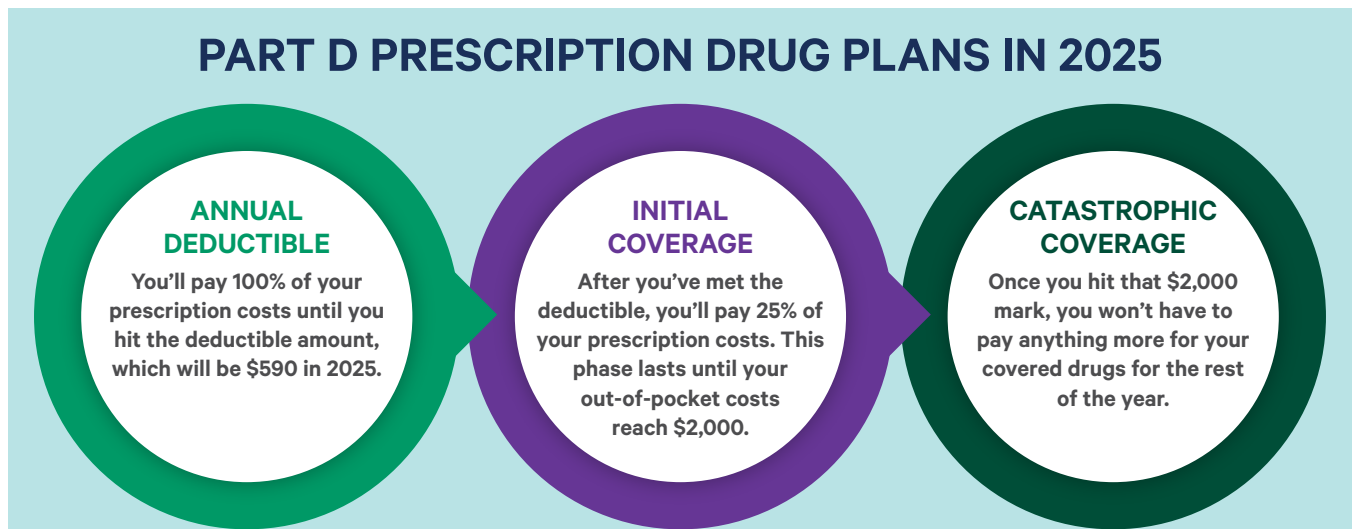 PART D PRESCRIPTION DRUG PLANS IN 2025
ANNUAL
DEDUCTIBLE
You’ll pay 100% of your
prescription costs until you
hit the deductible amount,
which will be $590 in 2025.
INITIAL
COVERAGE
After you’ve met the
deductible, you’ll pay 25% of
your prescription costs. This
phase lasts until your
out-of-pocket costs
reach $2,000.
CATASTROPHIC
COVERAGE
Once you hit that $2,000
mark, you won’t have to
pay anything more for your
covered drugs for the rest
of the year.